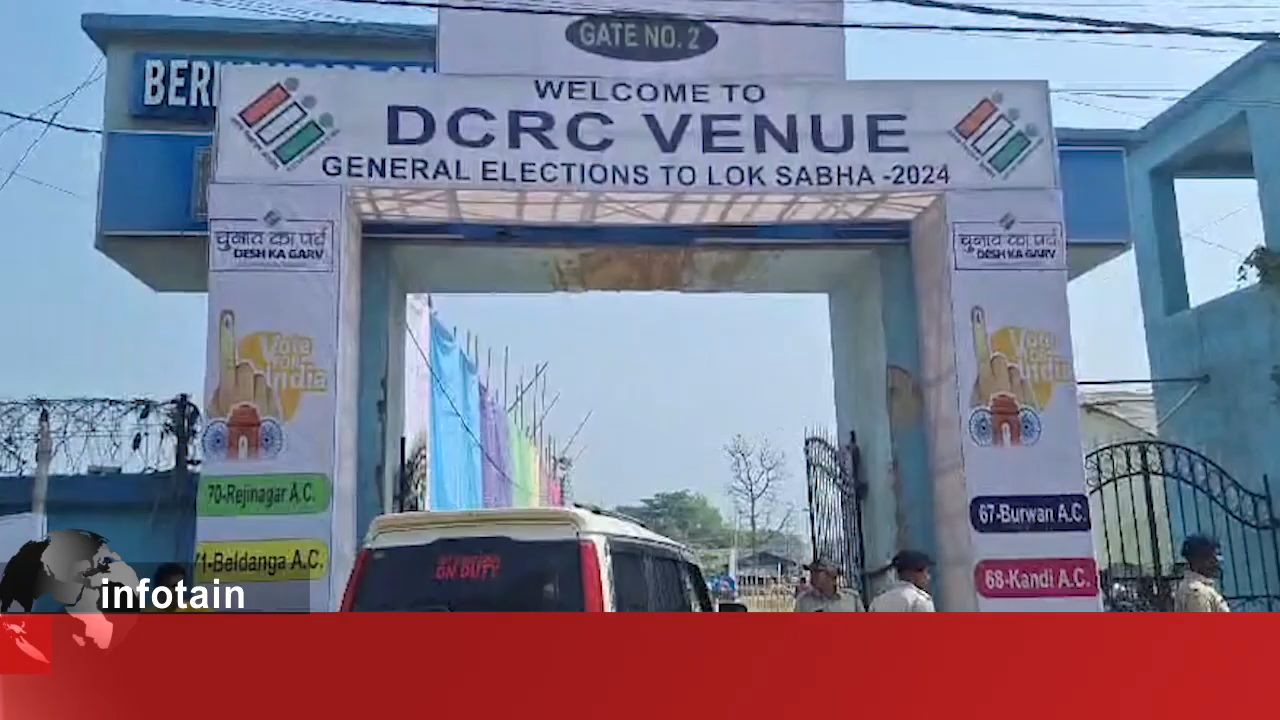 GATE NO. 2
BER
WELCOME TO
DCRC VENUE
GENERAL ELECTIONS TO LOK SABHA -2024
चुनाव का पर्व
DESH KA GARV
चुनाव का पर्व
DESH KA GARV
Vote
for
India
Vote
for
India
70-Rejinagar A.C.
67-Burwan A.C.
71-Beldanga A.C.
68-Kandi A.C.
ON DUTY
infotain